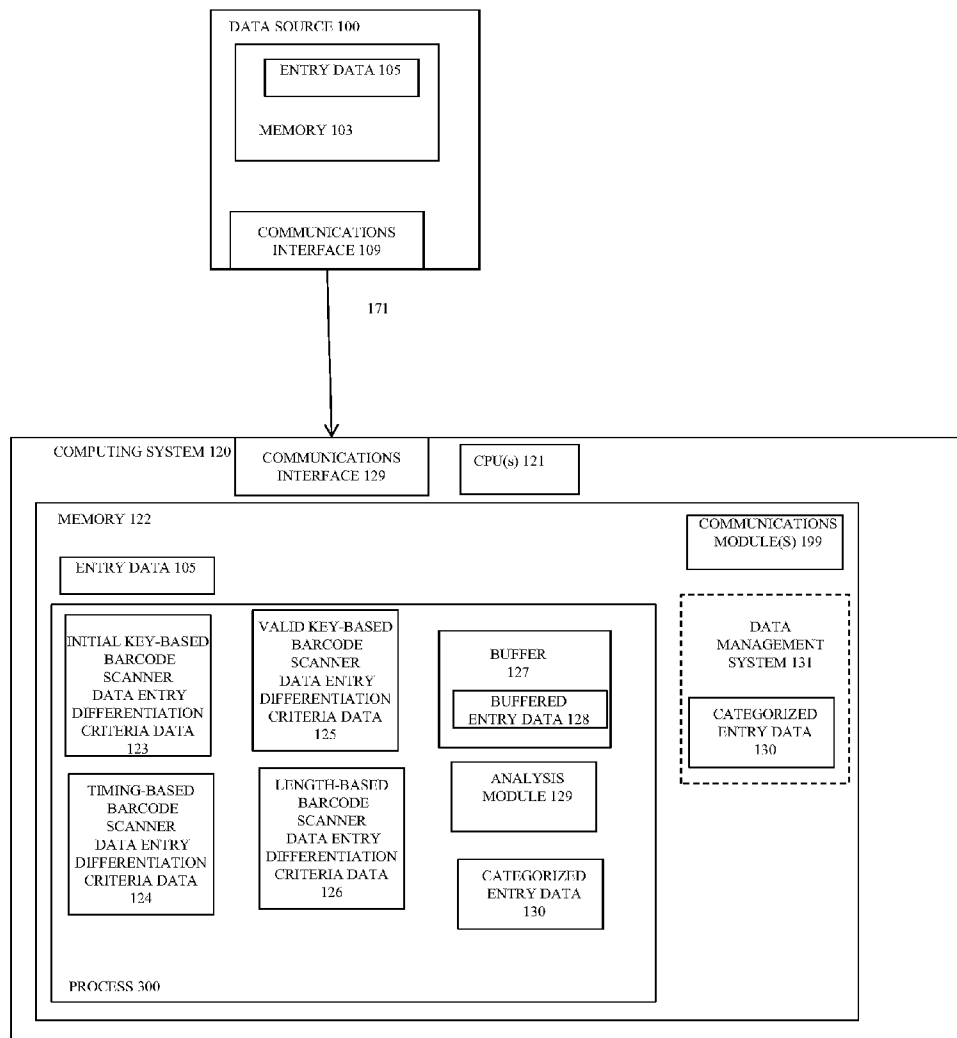 DATA SOURCE 100
ENTRY DATA 105
MEMORY 103
COMMUNICATIONS
INTERFACE 109
171
COMPUTING SYSTEM 120
COMMUNICATIONS
INTERFACE 129
CPU(s) 121
MEMORY 122
COMMUNICATIONS
MODULE(S) 199
ENTRY DATA 105
INITIAL KEY-BASED
BARCODE
SCANNER
DATA ENTRY
DIFFERENTIATION
CRITERIA DATA
123
VALID KEY-BASED
BARCODE
SCANNER
DATA ENTRY
DIFFERENTIATION
CRITERIA DATA
125
BUFFER
127
BUFFERED
ENTRY DATA 128
DATA
MANAGEMENT
SYSTEM 131
CATEGORIZED
ENTRY DATA
130
TIMING-BASED
BARCODE
SCANNER
DATA ENTRY
DIFFERENTIATION
CRITERIA DATA
124
LENGTH-BASED
BARCODE
SCANNER
DATA ENTRY
DIFFERENTIATION
CRITERIA DATA
126
ANALYSIS
MODULE 129
CATEGORIZED
ENTRY DATA
130
PROCESS 300